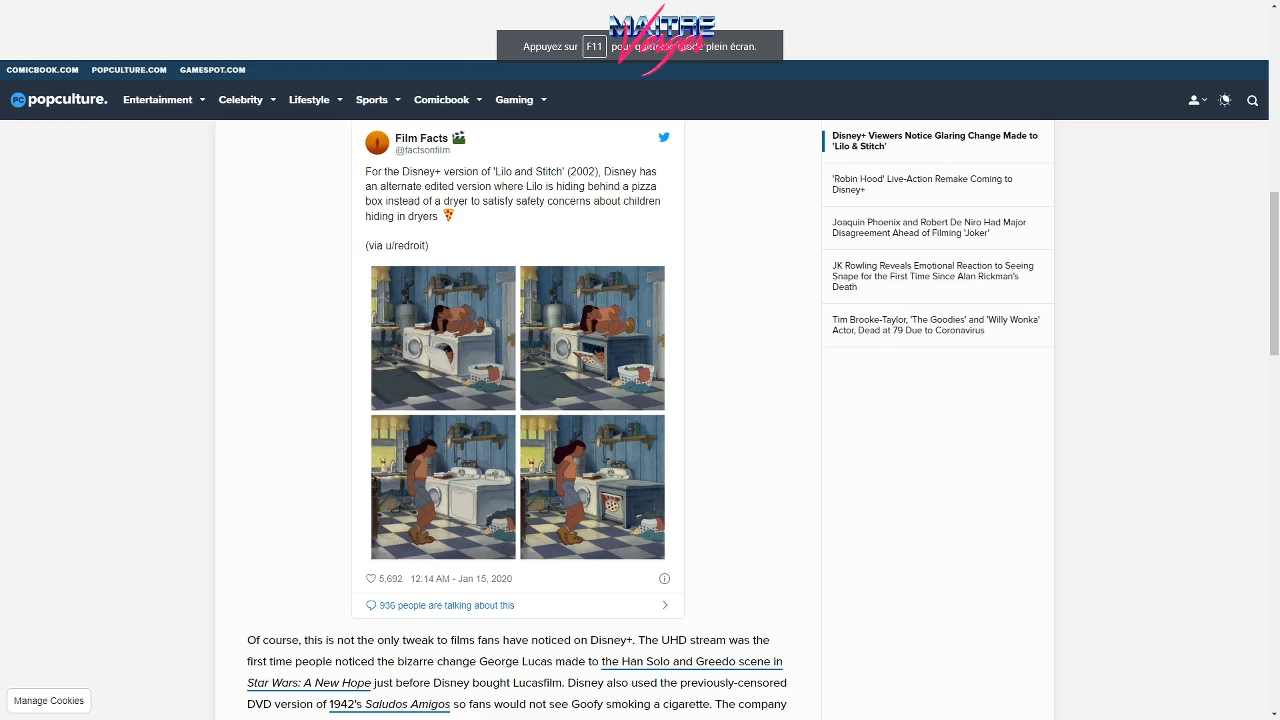 MAITRE
Appuyez sur F11 pour
plein écran.
COMICBOOK.COM POPCULTURE.COM GAMESPOT.COM
PC popculture. Entertainment Celebrity Lifestyle Sports Comicbook Gaming
Film Facts
@factsonfilm
For the Disney+ version of 'Lilo and Stitch' (2002), Disney has
an alternate edited version where Lilo is hiding behind a pizza
box instead of a dryer to satisfy safety concerns about children
hiding in dryers
(via u/redroit)
5,692 12:14 AM - Jan 15, 2020
936 people are talking about this
Of course, this is not the only tweak to films fans have noticed on Disney+. The UHD stream was the
first time people noticed the bizarre change George Lucas made to the Han Solo and Greedo scene in
Star Wars: A New Hope just before Disney bought Lucasfilm. Disney also used the previously-censored
DVD version of 1942's Saludos Amigos so fans would not see Goofy smoking a cigarette. The company
Disney+ Viewers Notice Glaring Change Made to
'Lilo & Stitch'
'Robin Hood' Live-Action Remake Coming to
Disney+
Joaquin Phoenix and Robert De Niro Had Major
Disagreement Ahead of Filming 'Joker'
JK Rowling Reveals Emotional Reaction to Seeing
Snape for the First Time Since Alan Rickman's
Death
Tim Brooke-Taylor, 'The Goodies' and 'Willy Wonka'
Actor, Dead at 79 Due to Coronavirus
Manage Cookies